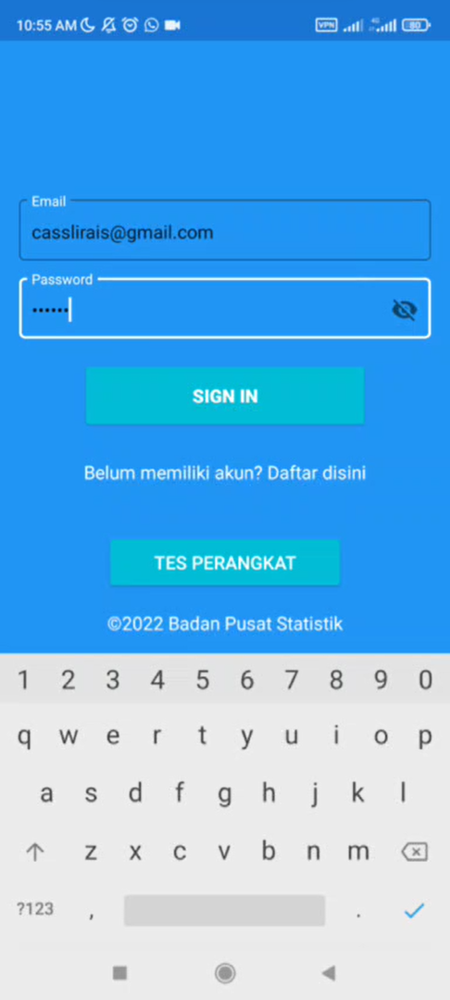 10:55 AM VPN 4G 80
Email
casslirais@gmail.com
Password
••••••
SIGN IN
Belum memiliki akun? Daftar disini
TES PERANGKAT
©2022 Badan Pusat Statistik
1 2 3 4 5 6 7 8 9 0
q w e r t y u i o p
a s d f g h j k l
z x c v b n m
?123 , .